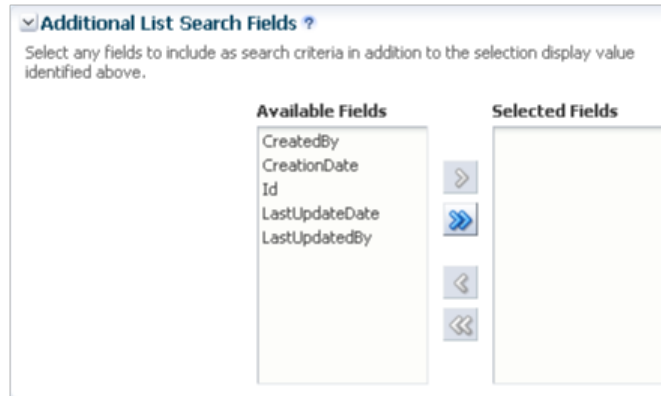 Additional List Search Fields ?
Select any fields to include as search criteria in addition to the selection display value
identified above.
Available Fields
Selected Fields
CreatedBy
CreationDate
Id
LastUpdateDate
LastUpdatedBy